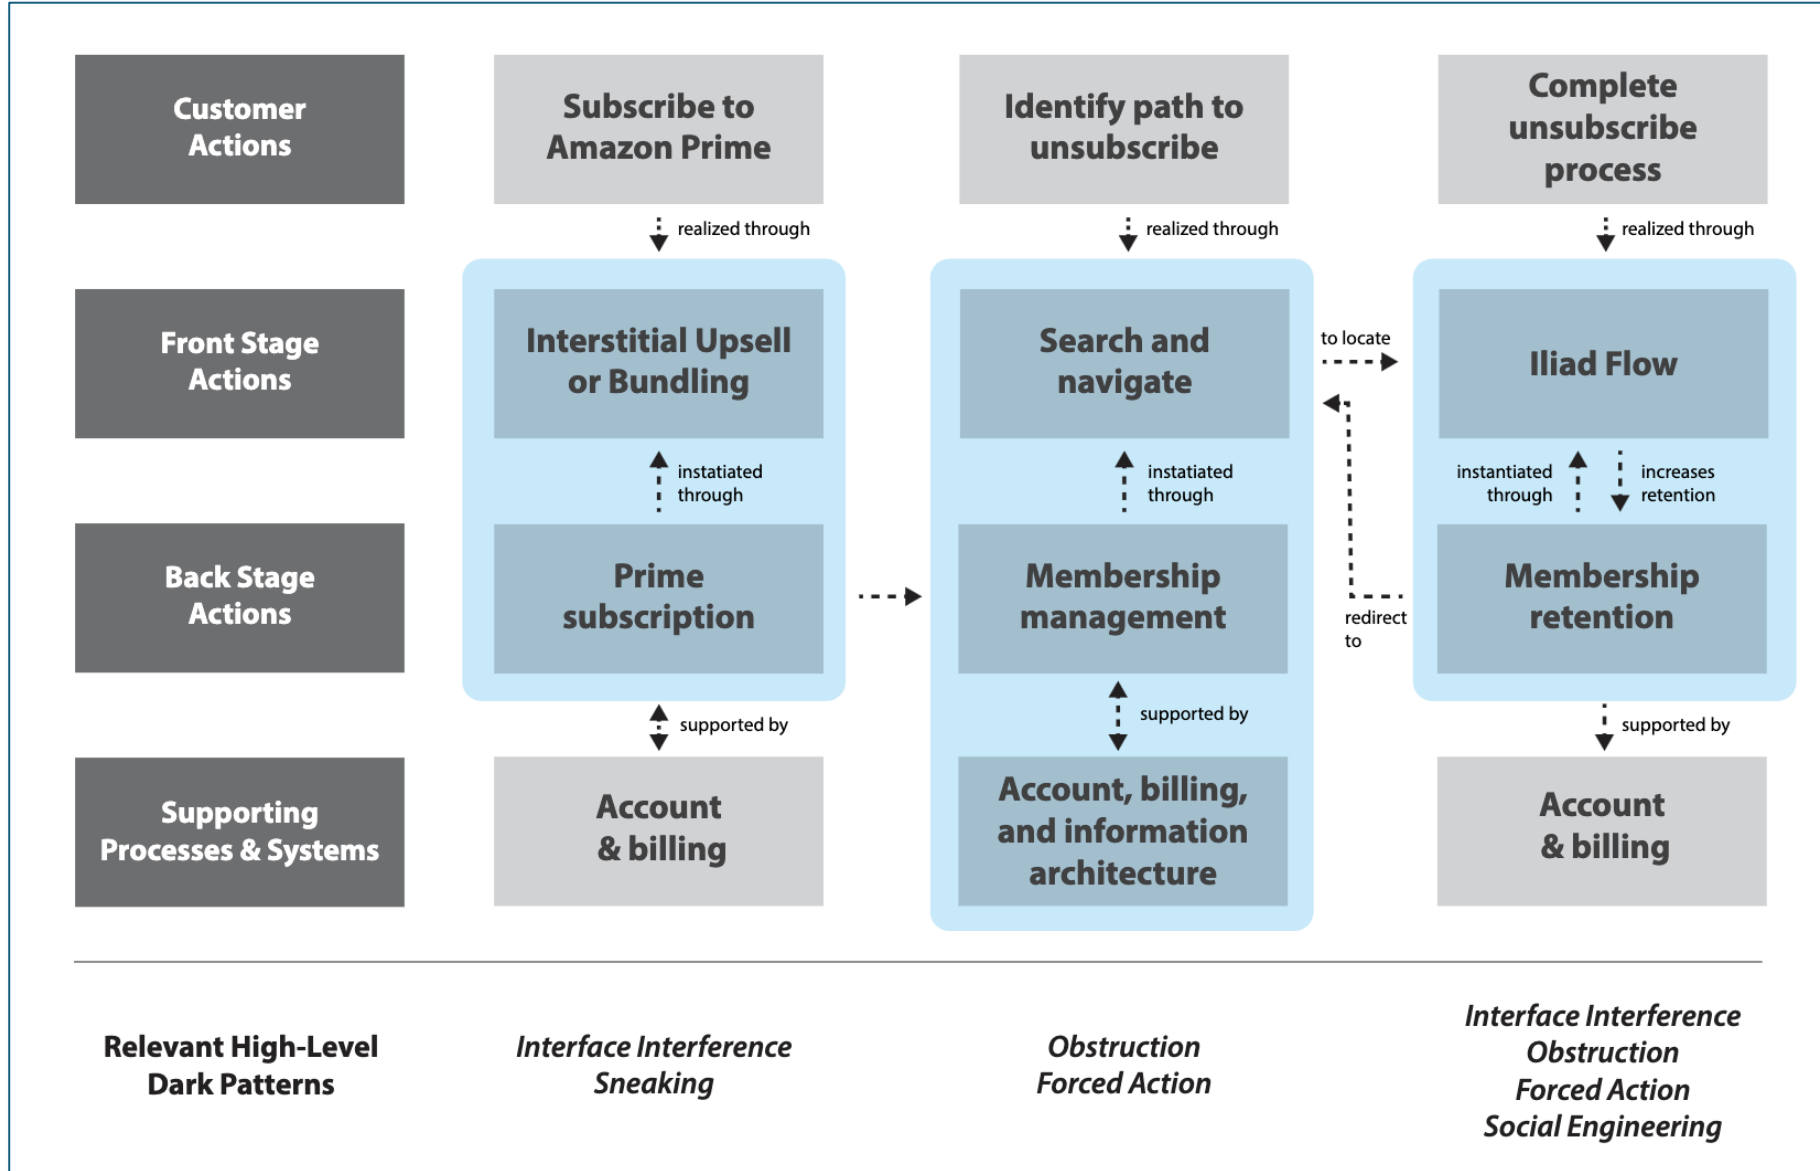 Customer
Actions
Subscribe to
Amazon Prime
Identify path to
unsubscribe
Complete
unsubscribe
process
realized through
realized through
realized through
Front Stage
Actions
Interstitial Upsell
or Bundling
Search and
navigate
to locate
Iliad Flow
instatiated
through
instatiated
through
instantiated
through
increases
retention
Back Stage
Actions
Prime
subscription
Membership
management
redirect
to
Membership
retention
supported by
supported by
supported by
Supporting
Processes & Systems
Account
& billing
Account, billing,
and information
architecture
Account
& billing
Relevant High-Level
Dark Patterns
Interface Interference
Sneaking
Obstruction
Forced Action
Interface Interference
Obstruction
Forced Action
Social Engineering